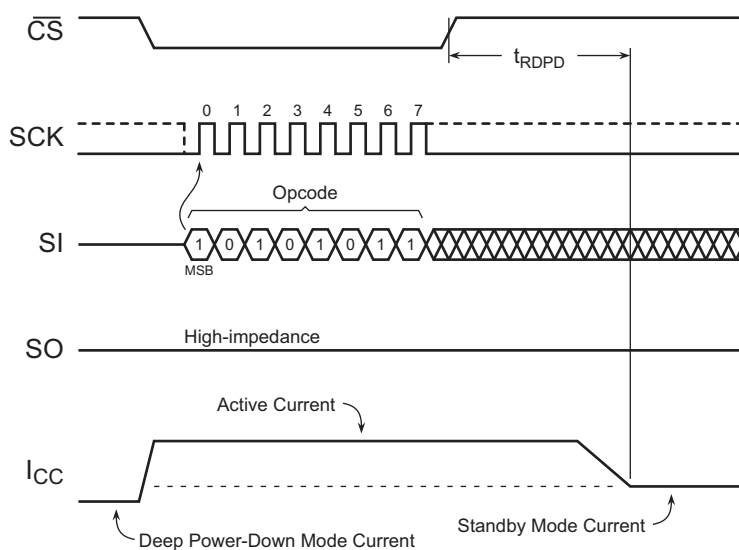 CS
tRDPD
0 1 2 3 4 5 6 7
SCK
Opcode
SI
1 0 1 0 1 0 1 1
MSB
High-impedance
SO
Active Current
ICC
Standby Mode Current
Deep Power-Down Mode Current